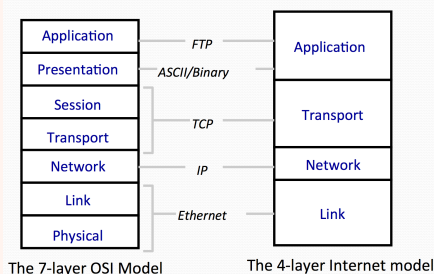 Application
Presentation
Session
Transport
Network
Link
Physical
The 7-layer OSI Model
FTP
ASCII/Binary
TCP
IP
Ethernet
Application
Transport
Network
Link
The 4-layer Internet model